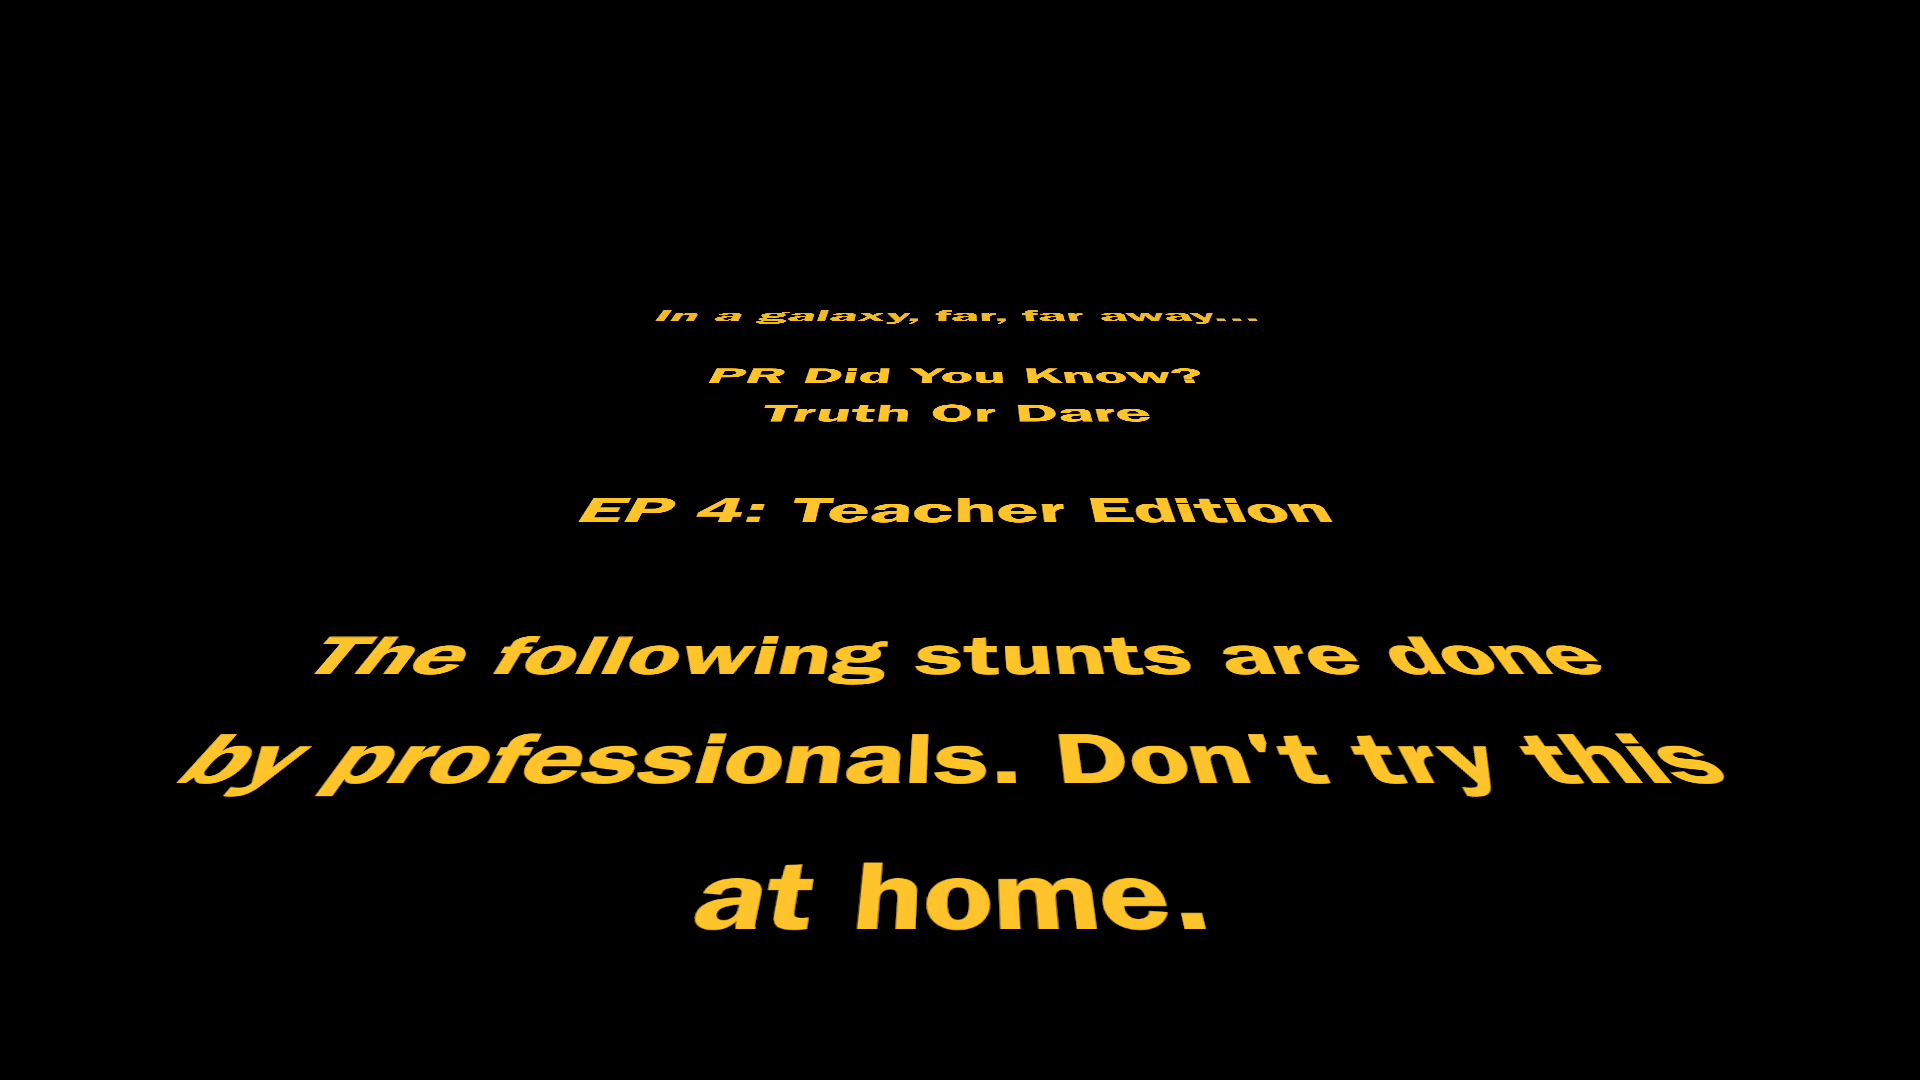 In a galaxy, far, far away...
PR Did You Know?
Truth Or Dare
EP 4: Teacher Edition
The following stunts are done
by professionals. Don't try this
at home.